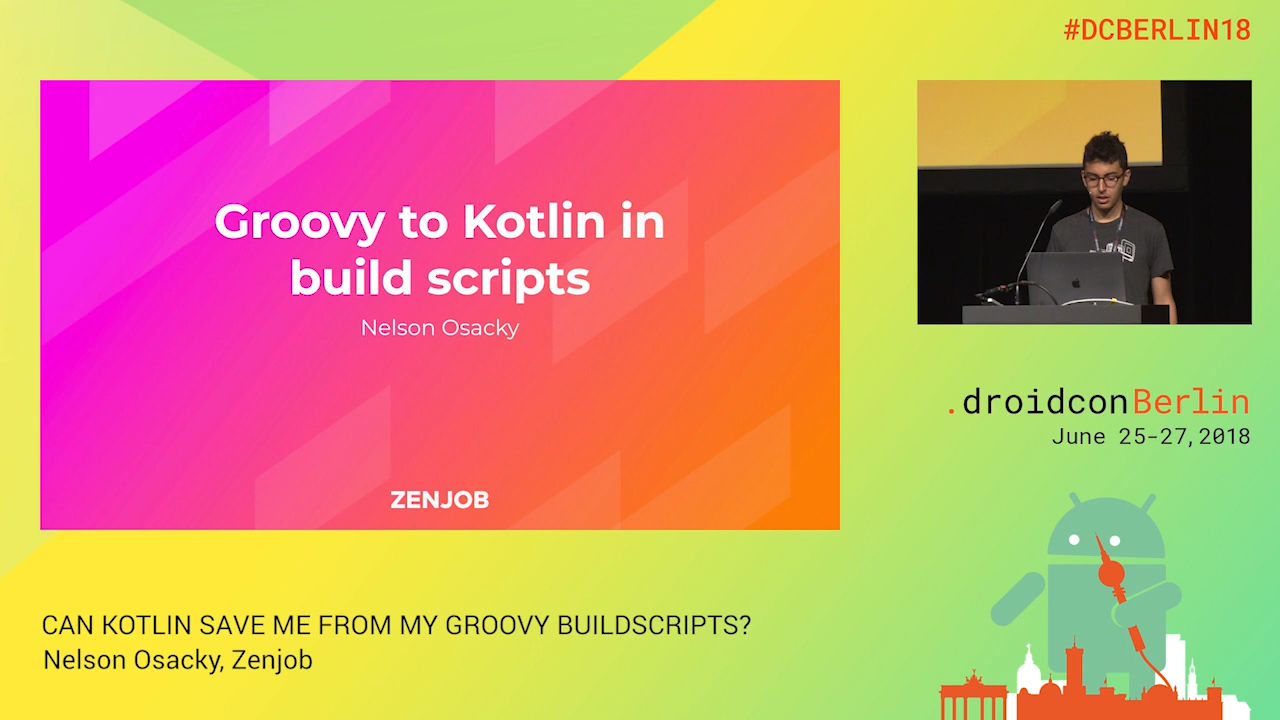 #DCBERLIN18
Groovy to Kotlin in
build scripts
Nelson Osacky
ZENJOB
.droidconBerlin
June 25-27,2018
CAN KOTLIN SAVE ME FROM MY GROOVY BUILDSCRIPTS?
Nelson Osacky, Zenjob